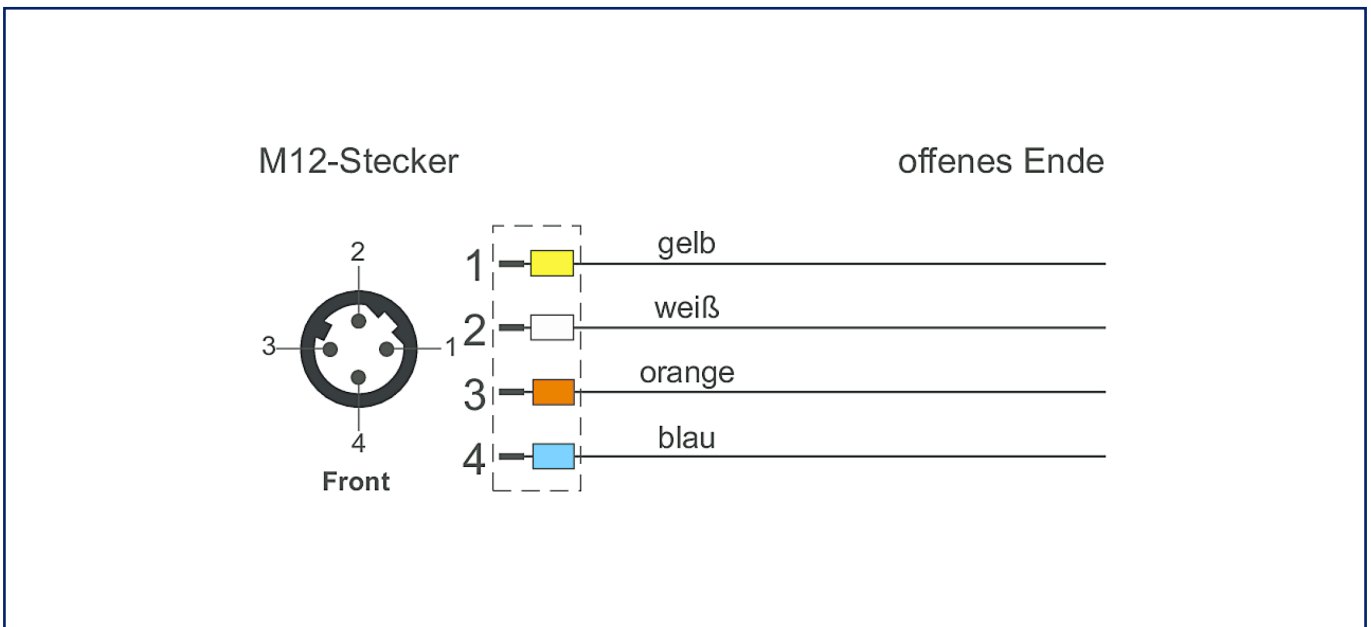 M12-Stecker
offenes Ende
2
3
1
4
Front
1 gelb
2 weiß
3 orange
4 blau